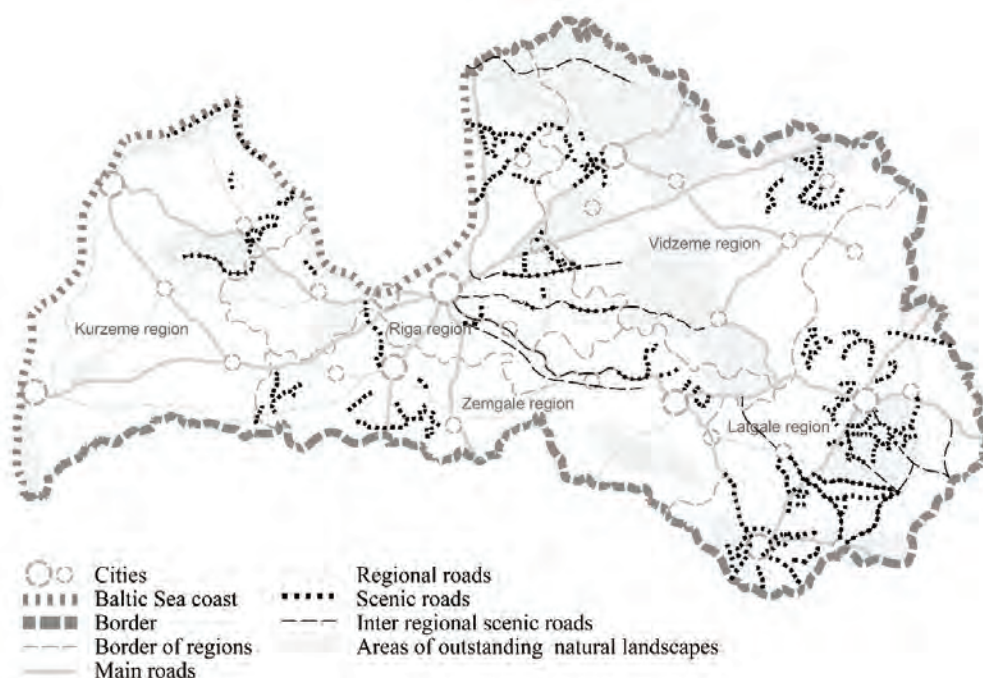 Vidzeme region
Kurzeme region
Riga region
Zemgale region
Latgale region
Cities
Baltic Sea coast
Border
Border of regions
Main roads
Regional roads
Scenic roads
Inter regional scenic roads
Areas of outstanding natural landscapes